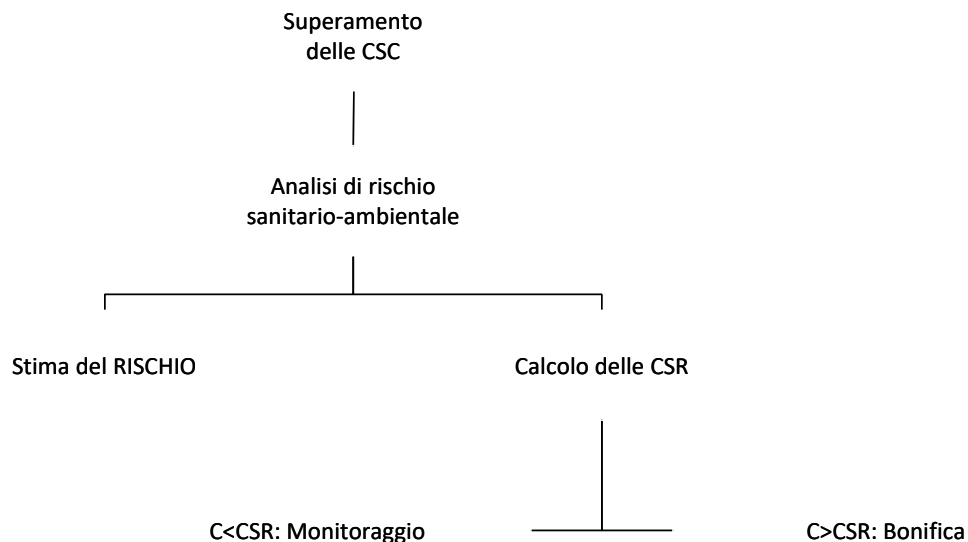 Superamento
delle CSC
Analisi di rischio
sanitario-ambientale
Stima del RISCHIO
Calcolo delle CSR
C<CSR: Monitoraggio
C>CSR: Bonifica